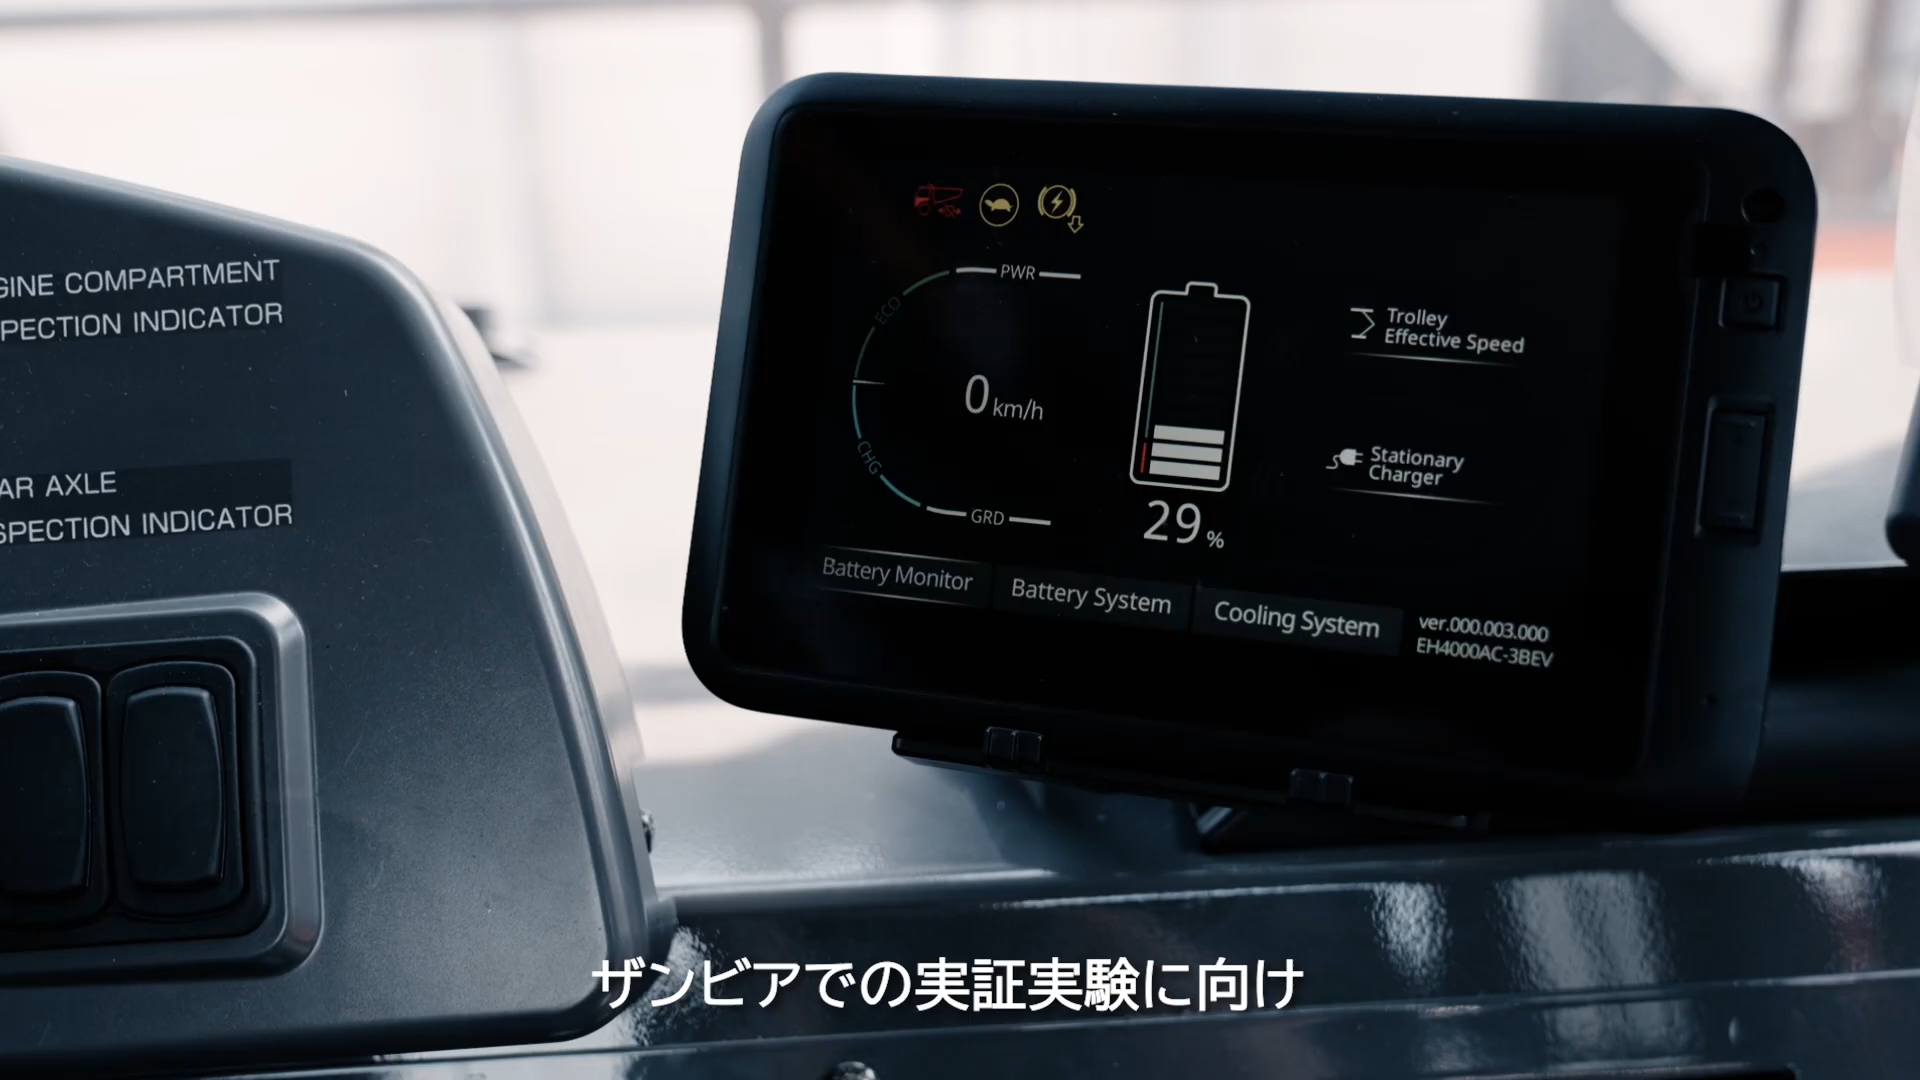 GINE COMPARTMENT
PECTION INDICATOR
AR AXLE
SPECTION INDICATOR
PWR
ECO
0 km/h
CHG
GRD
29 %
Trolley
Effective Speed
Stationary
Charger
Battery Monitor
Battery System
Cooling System
ver.000.003.000
EH4000AC-3BEV
ザンビアでの実証実験に向け